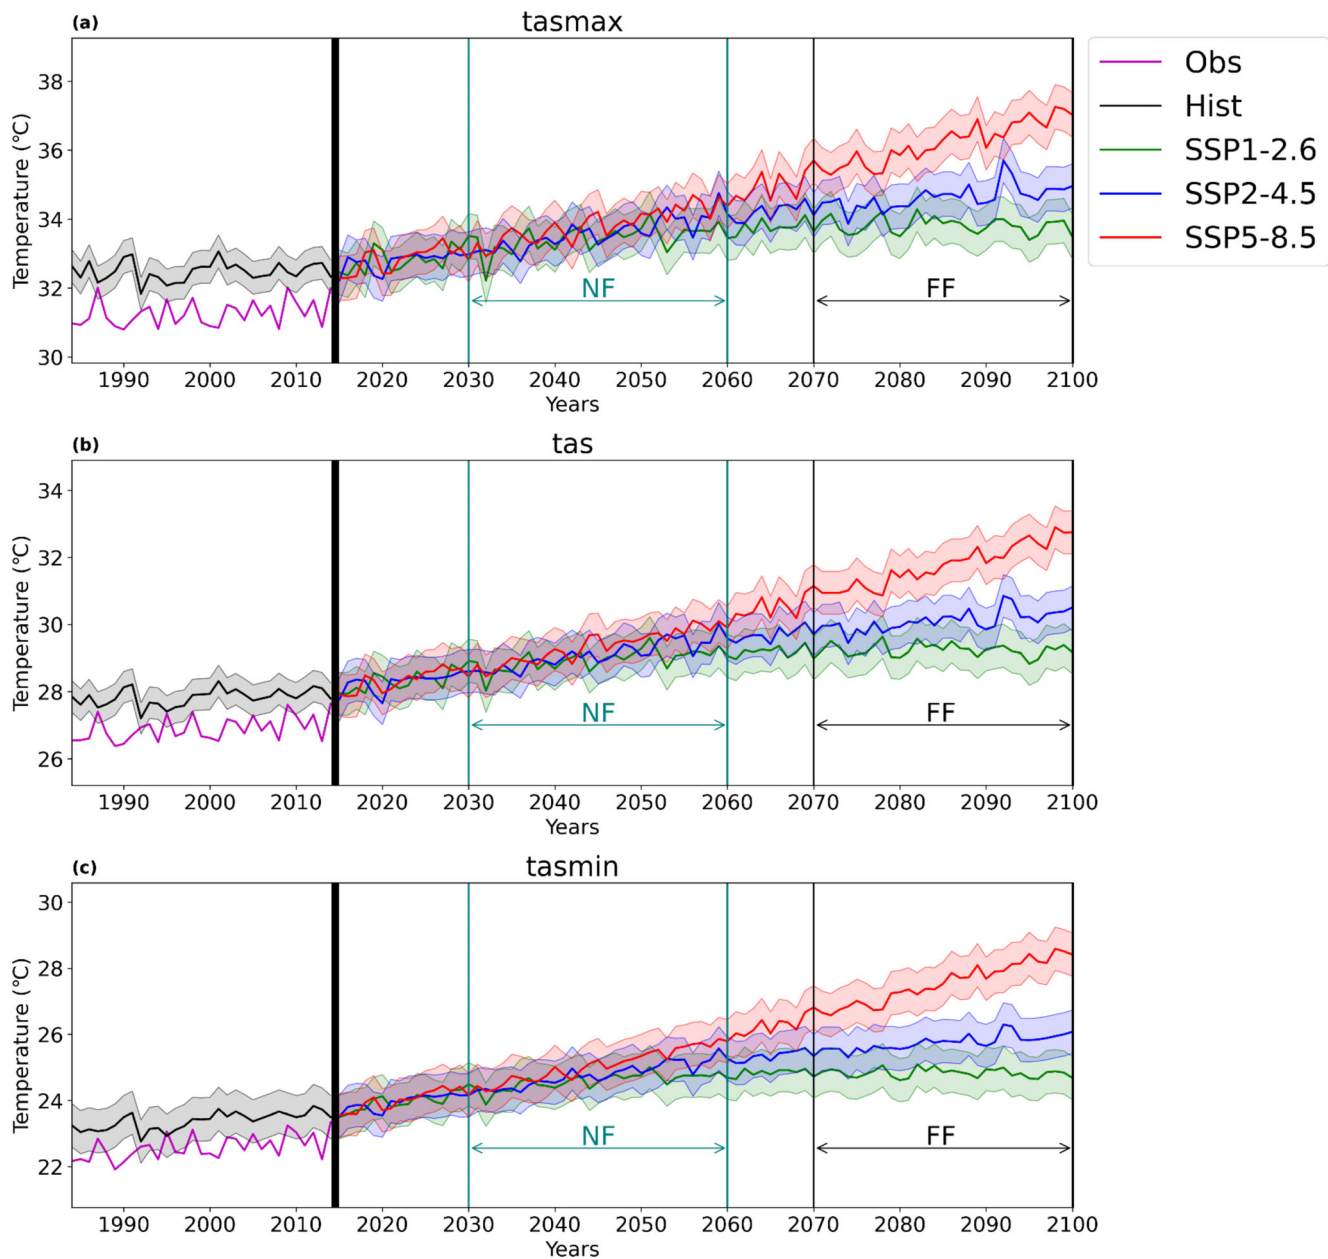 (a)
tasmax
Temperature (°C)
38
36
34
32
30
NF
FF
1990 2000 2010 2020 2030 2040 2050 2060 2070 2080 2090 2100
Years
Obs
Hist
SSP1-2.6
SSP2-4.5
SSP5-8.5
(b)
tas
Temperature (°C)
34
32
30
28
26
NF
FF
1990 2000 2010 2020 2030 2040 2050 2060 2070 2080 2090 2100
Years
(c)
tasmin
Temperature (°C)
30
28
26
24
22
NF
FF
1990 2000 2010 2020 2030 2040 2050 2060 2070 2080 2090 2100
Years